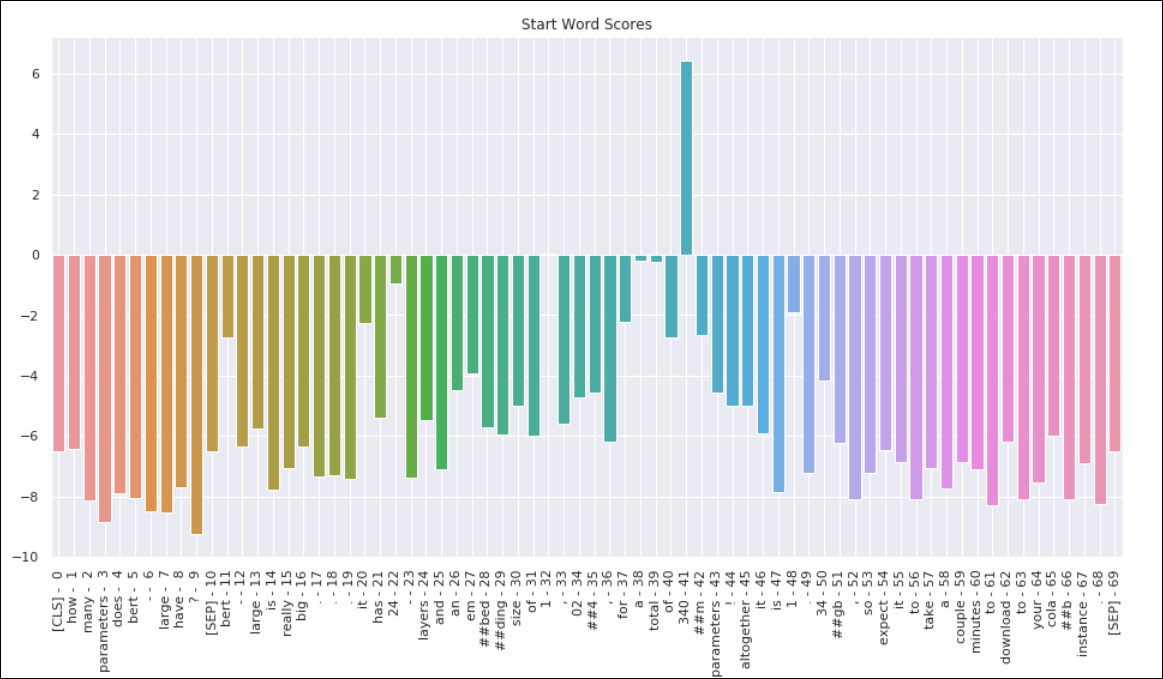 Start Word Scores
6
4
2
0
−2
−4
−6
−8
−10
[CLS] - 0
how - 1
many - 2
parameters - 3
does - 4
bert - 5
- - 6
large - 7
have - 8
? - 9
[SEP] - 10
bert - 11
- - 12
large - 13
is - 14
really - 15
big - 16
. - 17
. - 18
. - 19
it - 20
has - 21
24 - 22
- - 23
layers - 24
and - 25
an - 26
em - 27
##bed - 28
##ding - 29
size - 30
of - 31
1 - 32
, - 33
02 - 34
##4 - 35
, - 36
for - 37
a - 38
total - 39
of - 40
340 - 41
##m - 42
parameters - 43
! - 44
altogether - 45
it - 46
is - 47
1 - 48
. - 49
34 - 50
##gb - 51
, - 52
so - 53
expect - 54
it - 55
to - 56
take - 57
a - 58
couple - 59
minutes - 60
to - 61
download - 62
to - 63
your - 64
cola - 65
##b - 66
instance - 67
. - 68
[SEP] - 69